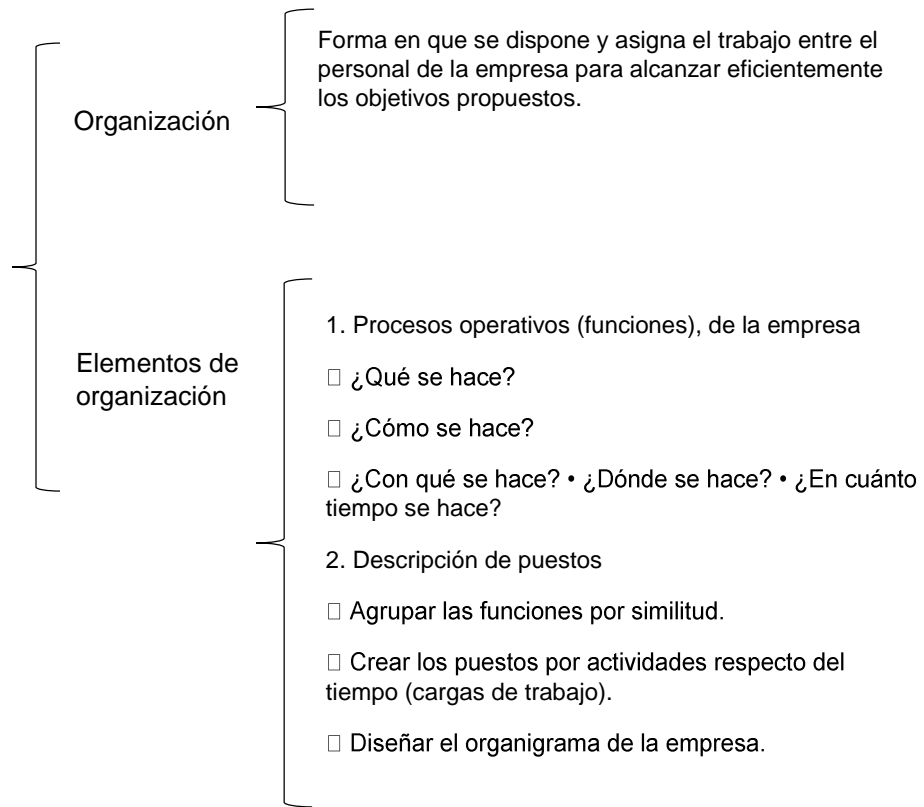 Organización
Forma en que se dispone y asigna el trabajo entre el
personal de la empresa para alcanzar eficientemente
los objetivos propuestos.
Elementos de
organización
1. Procesos operativos (funciones), de la empresa
□ ¿Qué se hace?
□ ¿Cómo se hace?
□ ¿Con qué se hace? • ¿Dónde se hace? • ¿En cuánto
tiempo se hace?
2. Descripción de puestos
□ Agrupar las funciones por similitud.
□ Crear los puestos por actividades respecto del
tiempo (cargas de trabajo).
□ Diseñar el organigrama de la empresa.